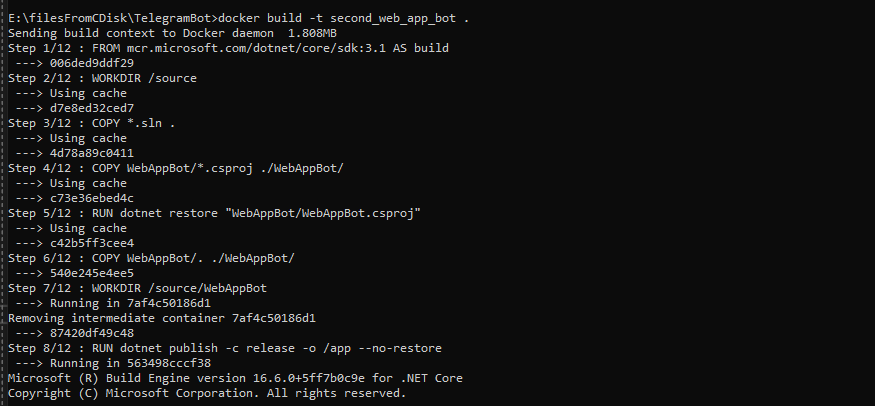 E:\filesFromCDisk\TelegramBot>docker build -t second_web_app_bot .
Sending build context to Docker daemon  1.808MB
Step 1/12 : FROM mcr.microsoft.com/dotnet/core/sdk:3.1 AS build
 ---> 006ded9ddf29
Step 2/12 : WORKDIR /source
 ---> Using cache
 ---> d7e8ed32ced7
Step 3/12 : COPY *.sln .
 ---> Using cache
 ---> 4d78a89c0411
Step 4/12 : COPY WebAppBot/*.csproj ./WebAppBot/
 ---> Using cache
 ---> c73e36ebed4c
Step 5/12 : RUN dotnet restore "WebAppBot/WebAppBot.csproj"
 ---> Using cache
 ---> c42b5ff3cee4
Step 6/12 : COPY WebAppBot/. ./WebAppBot/
 ---> 540e245e4ee5
Step 7/12 : WORKDIR /source/WebAppBot
 ---> Running in 7af4c50186d1
Removing intermediate container 7af4c50186d1
 ---> 87420df49c48
Step 8/12 : RUN dotnet publish -c release -o /app --no-restore
 ---> Running in 563498cccf38
Microsoft (R) Build Engine version 16.6.0+5ff7b0c9e for .NET Core
Copyright (C) Microsoft Corporation. All rights reserved.